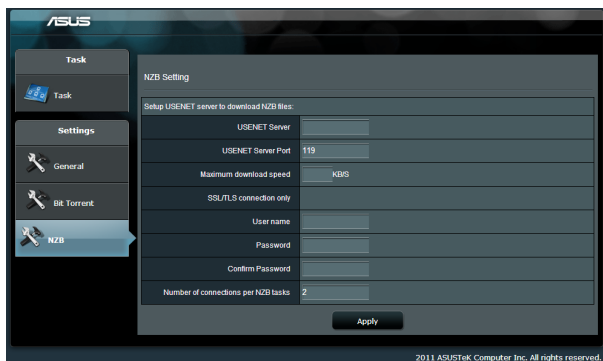 ASUS
Task
Task
Settings
General
Bit Torrent
NZB
NZB Setting
Setup USENET server to download NZB files:
USENET Server
USENET Server Port 119
Maximum download speed KB/S
SSL/TLS connection only
User name
Password
Confirm Password
Number of connections per NZB tasks 2
Apply
2011 ASUSTeK Computer Inc. All rights reserved.